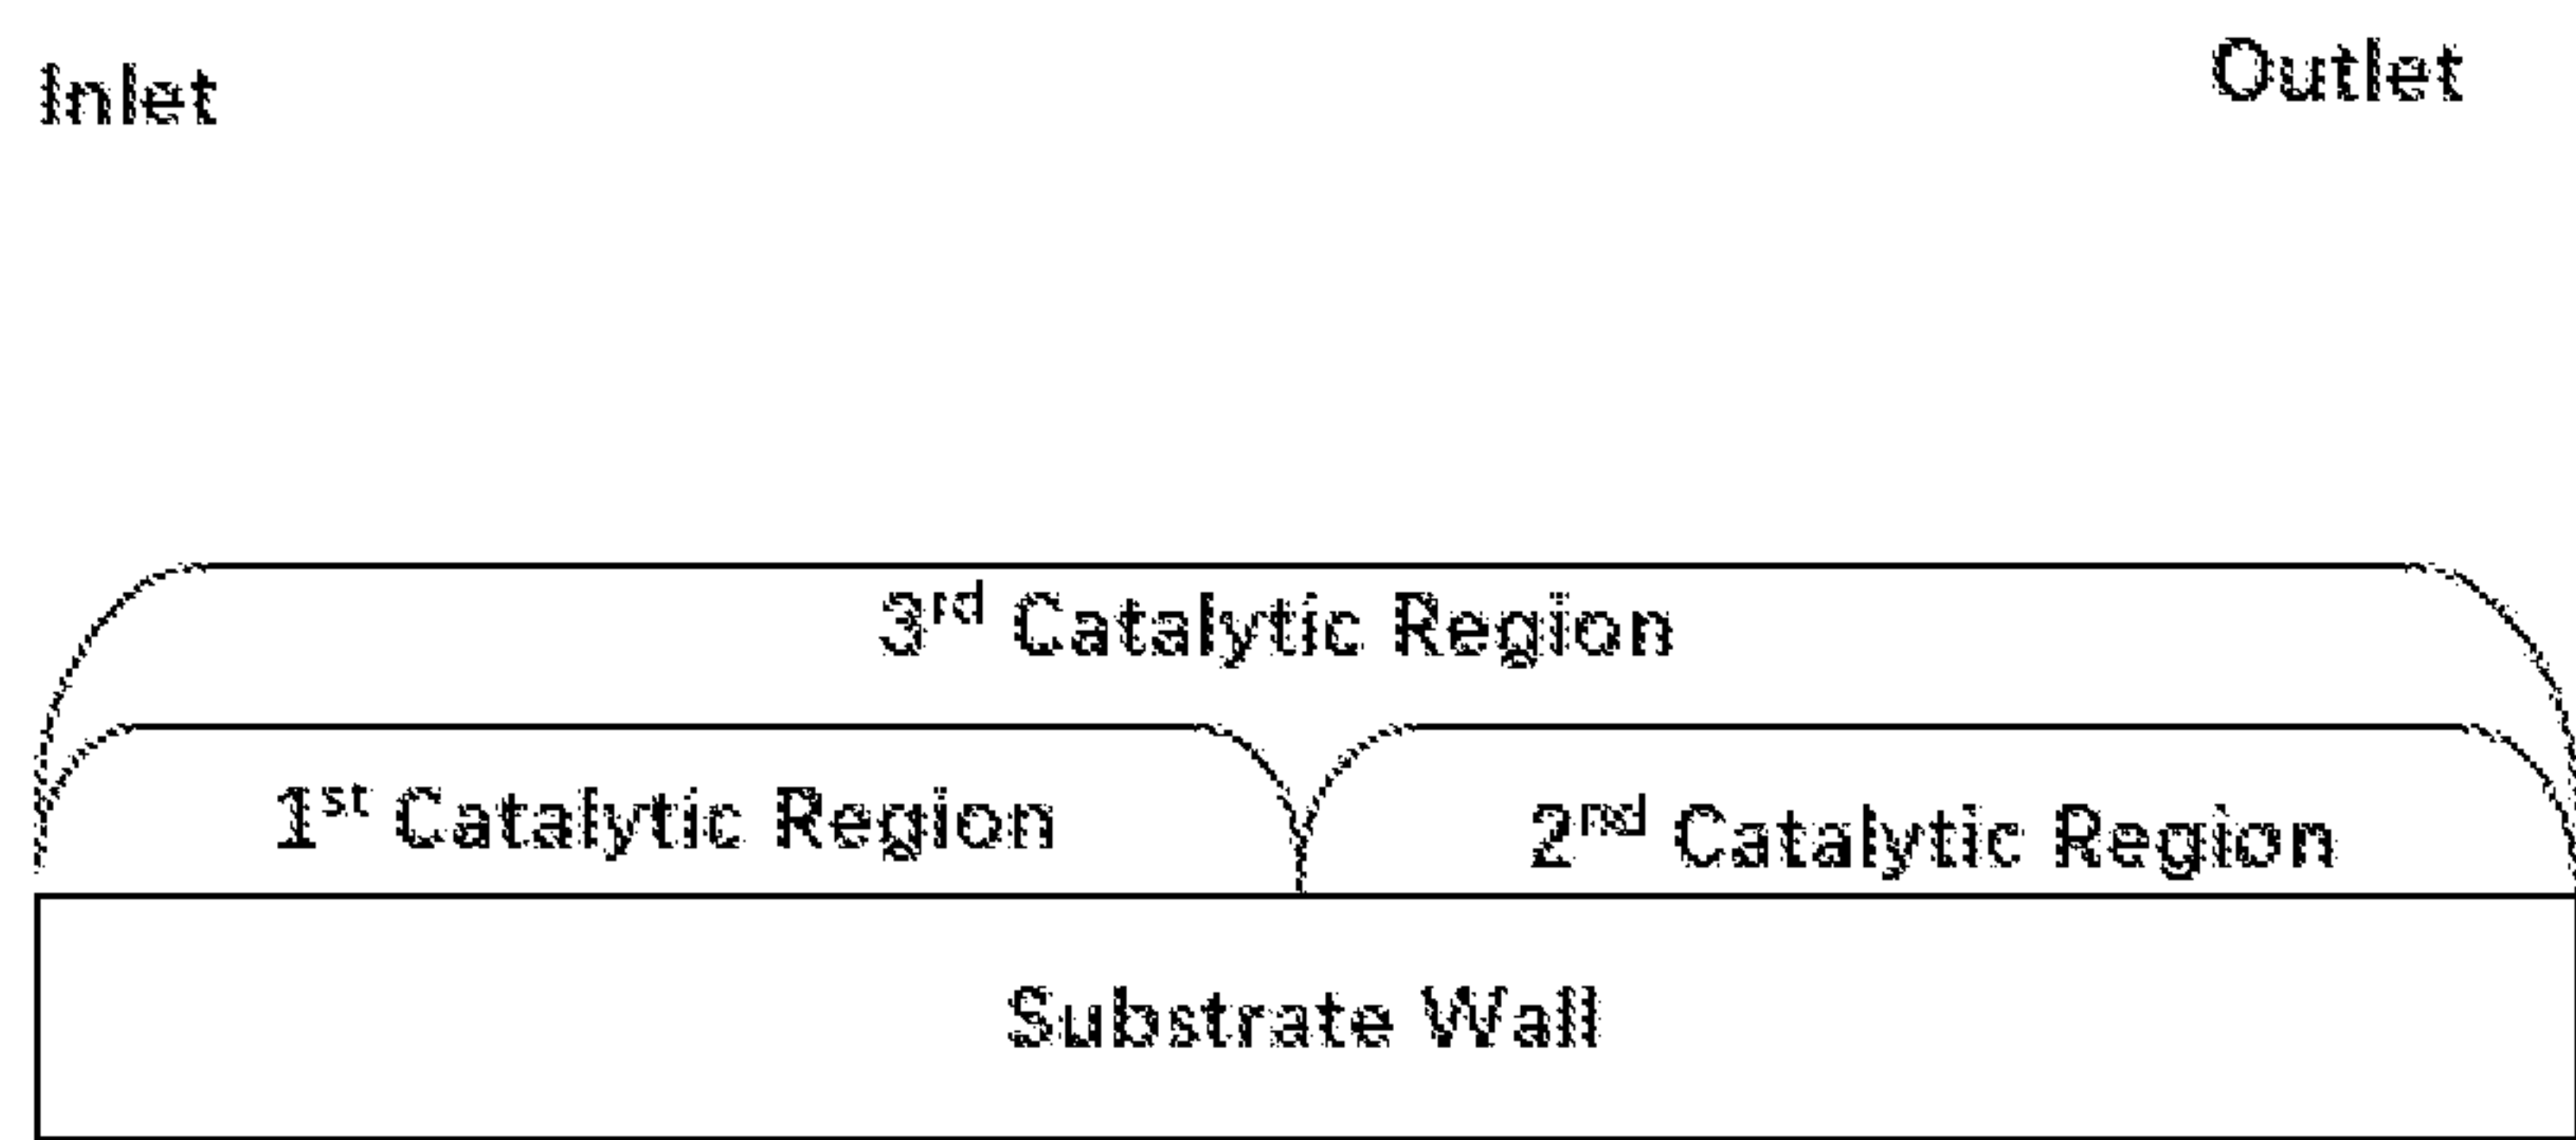 Inlet
Outlet
3rd Catalytic Region
1st Catalytic Region
2nd Catalytic Region
Substrate Wall